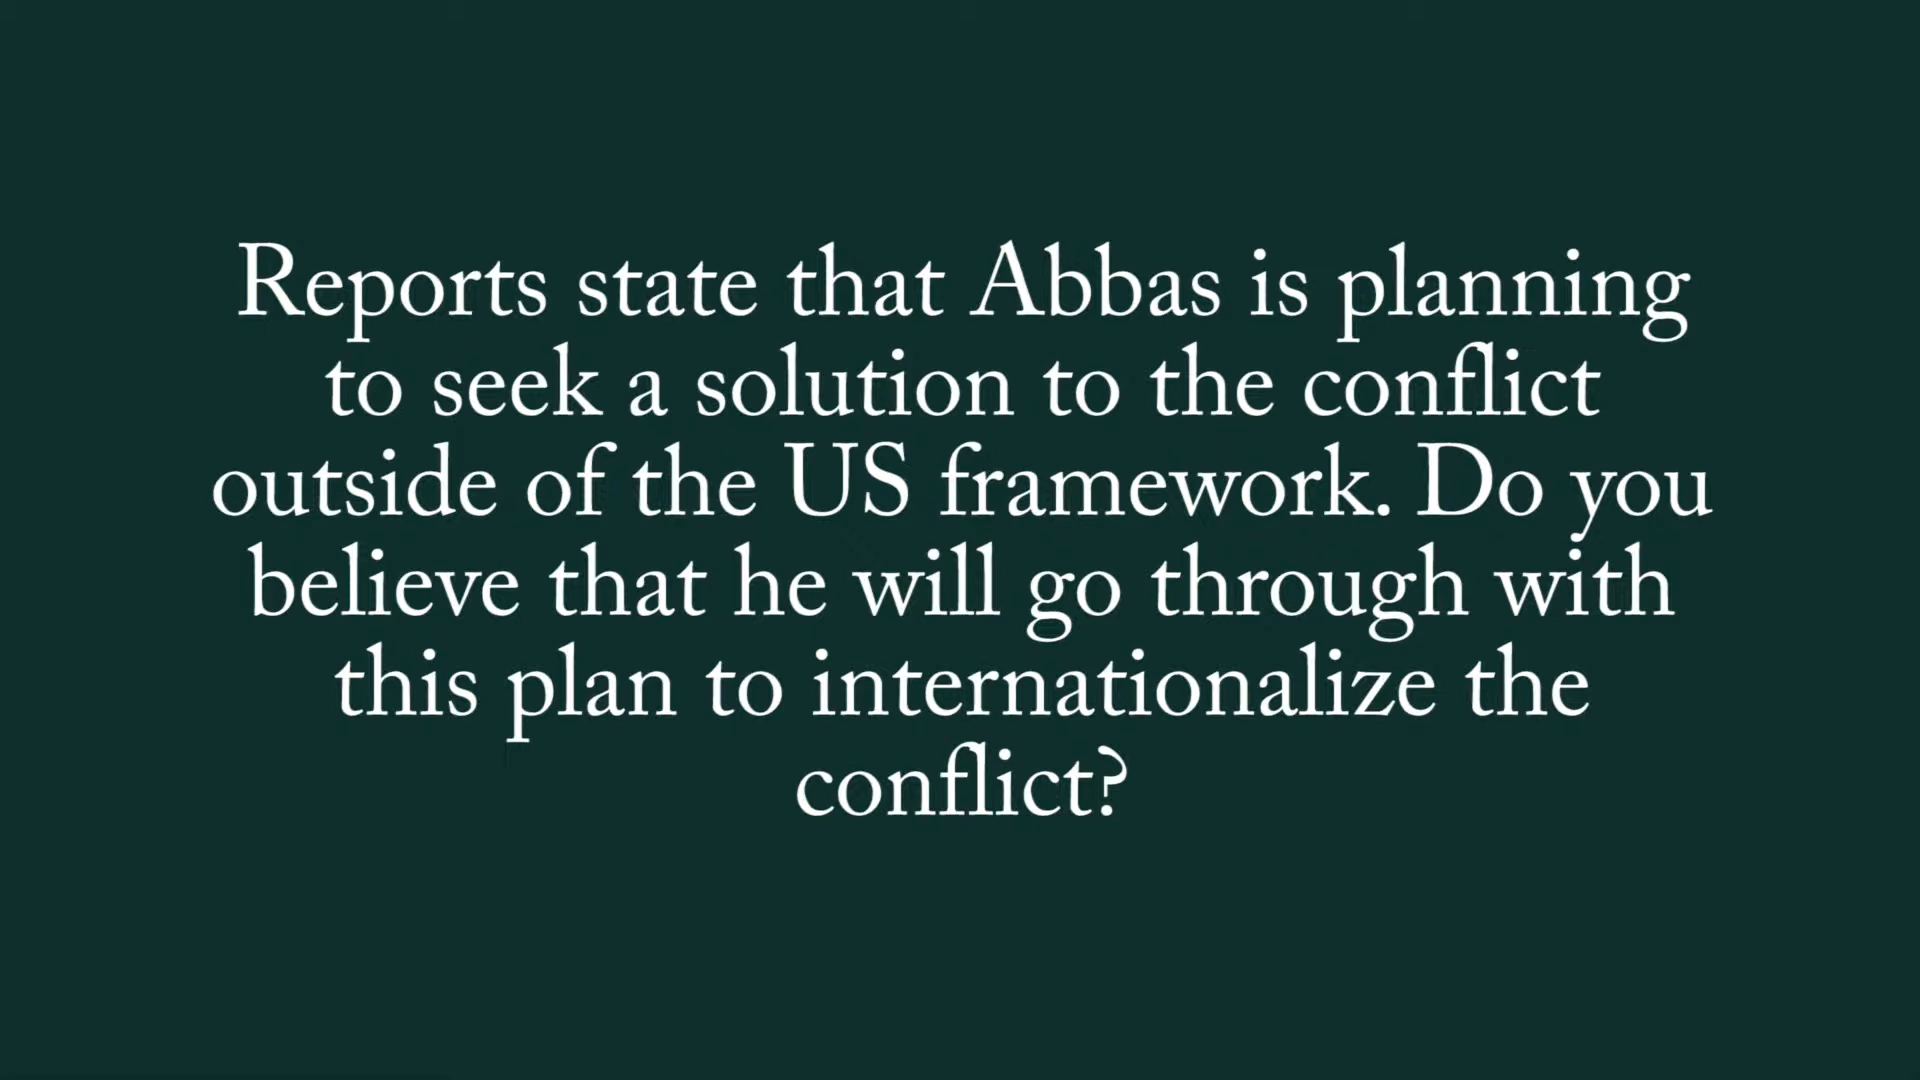 Reports state that Abbas is planning
to seek a solution to the conflict
outside of the US framework. Do you
believe that he will go through with
this plan to internationalize the
conflict?